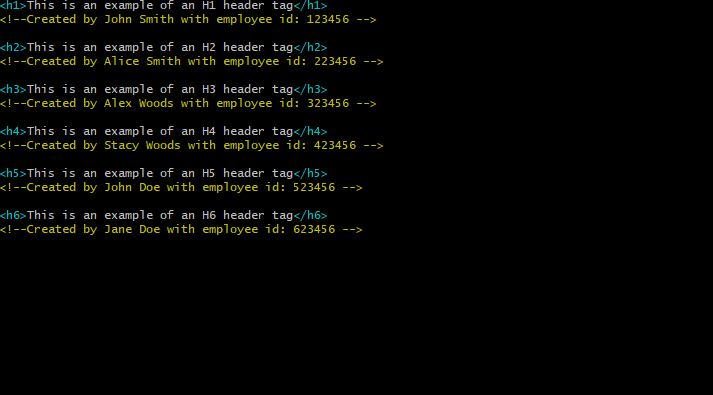 <h1>This is an example of an H1 header tag</h1>
<!--Created by John Smith with employee id: 123456 -->
<h2>This is an example of an H2 header tag</h2>
<!--Created by Alice Smith with employee id: 223456 -->
<h3>This is an example of an H3 header tag</h3>
<!--Created by Alex Woods with employee id: 323456 -->
<h4>This is an example of an H4 header tag</h4>
<!--Created by Stacy Woods with employee id: 423456 -->
<h5>This is an example of an H5 header tag</h5>
<!--Created by John Doe with employee id: 523456 -->
<h6>This is an example of an H6 header tag</h6>
<!--Created by Jane Doe with employee id: 623456 -->